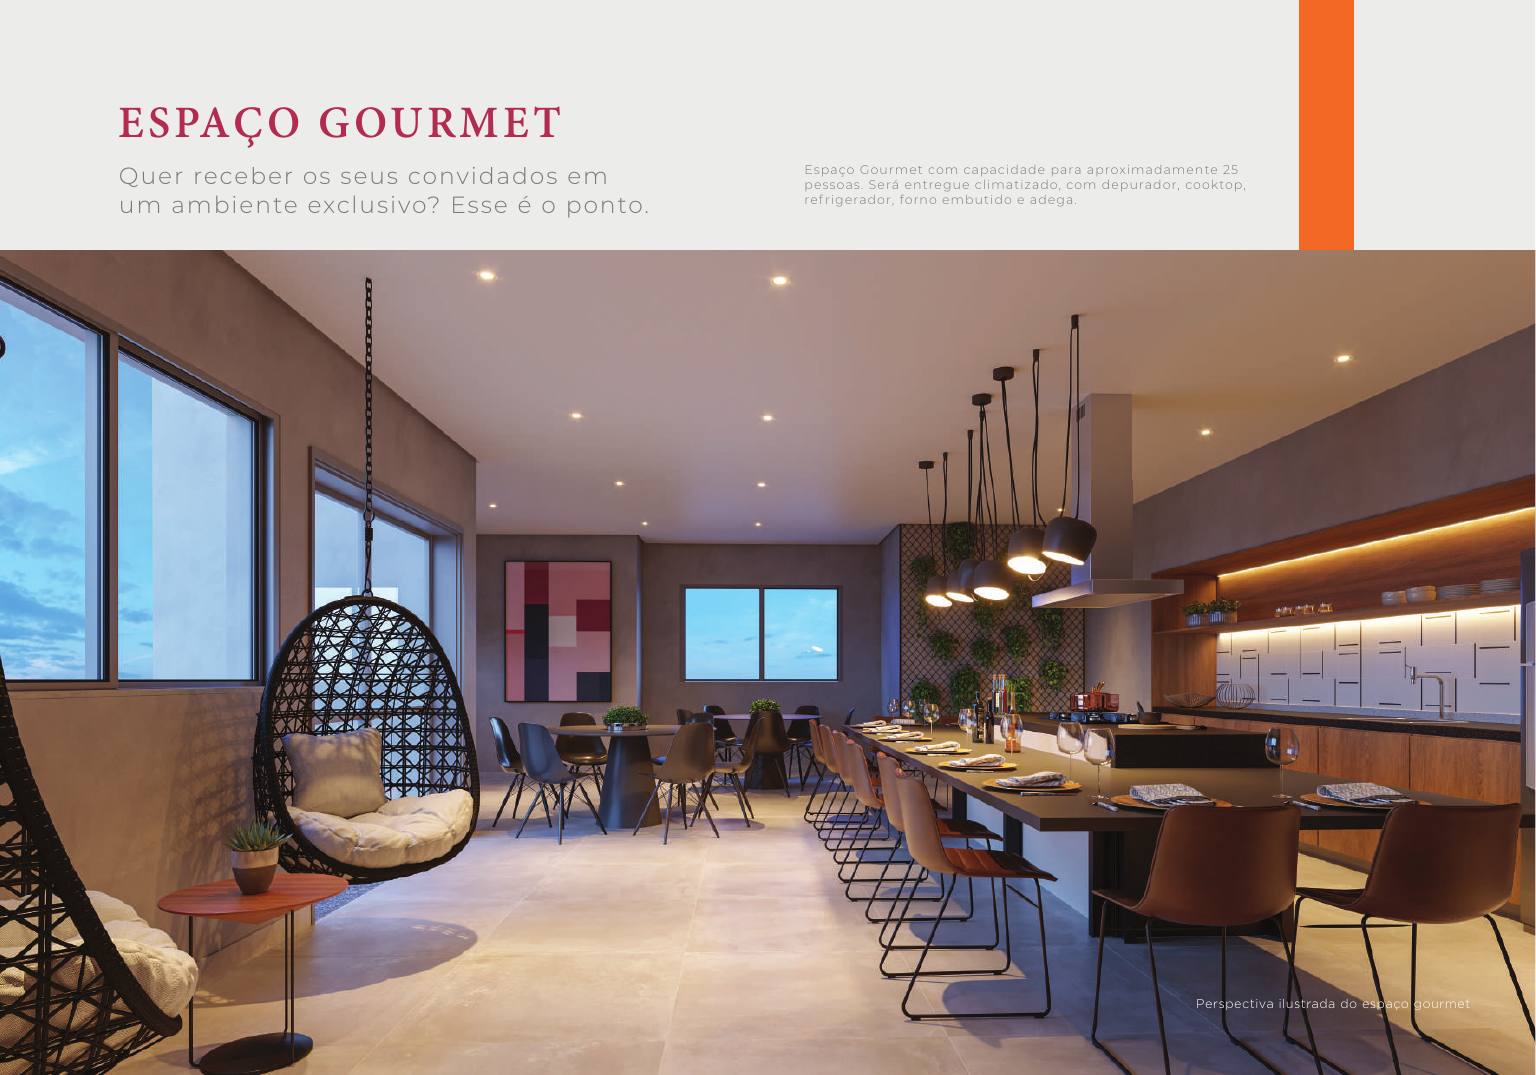 ESPAÇO GOURMET
Quer receber os seus convidados em
um ambiente exclusivo? Esse é o ponto.
Espaço Gourmet com capacidade para aproximadamente 25
pessoas. Será entregue climatizado, com depurador, cooktop,
refrigerador, forno embutido e adega.
Perspectiva ilustrada do espaço gourmet